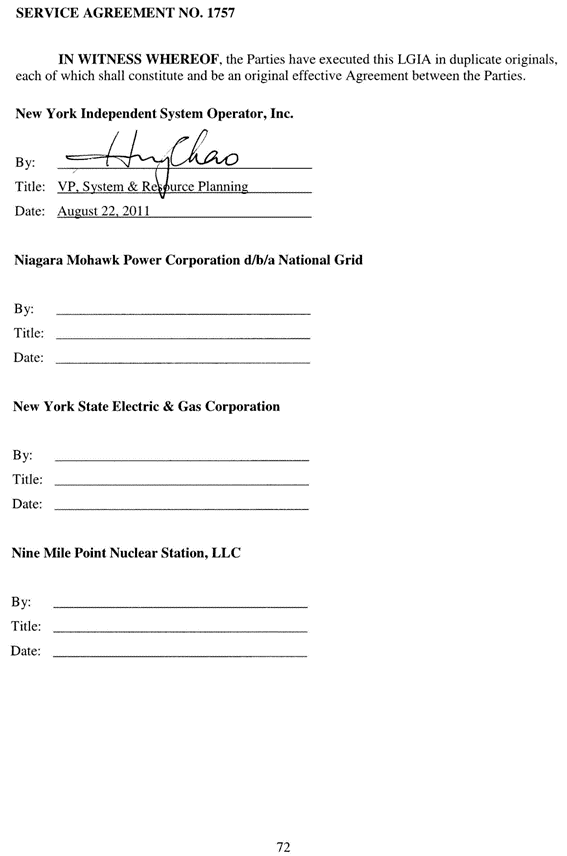 SERVICE AGREEMENT NO. 1757
IN WITNESS WHEREOF, the Parties have executed this LGIA in duplicate originals,
each of which shall constitute and be an original effective Agreement between the Parties.
New York Independent System Operator, Inc.
By: Henry Chao
Title: VP, System & Resource Planning
Date: August 22, 2011
Niagara Mohawk Power Corporation d/b/a National Grid
By:
Title:
Date:
New York State Electric & Gas Corporation
By:
Title:
Date:
Nine Mile Point Nuclear Station, LLC
By:
Title:
Date:
72